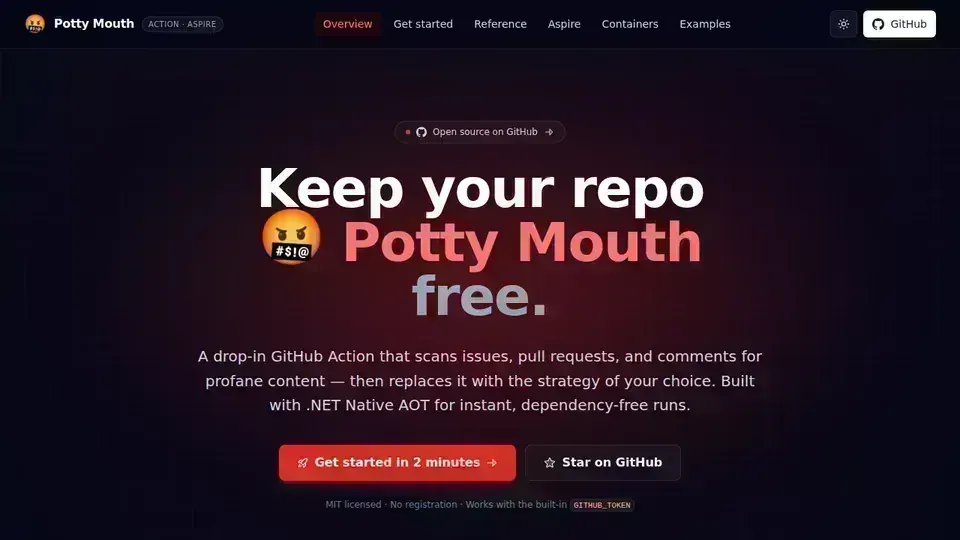 Potty Mouth ACTION · ASPIRE Overview Get started Reference Aspire Containers Examples GitHub
Open source on GitHub →
Keep your repo
#$!@ Potty Mouth
free.
A drop-in GitHub Action that scans issues, pull requests, and comments for
profane content — then replaces it with the strategy of your choice. Built
with .NET Native AOT for instant, dependency-free runs.
Get started in 2 minutes → Star on GitHub
MIT licensed · No registration · Works with the built-in GITHUB_TOKEN